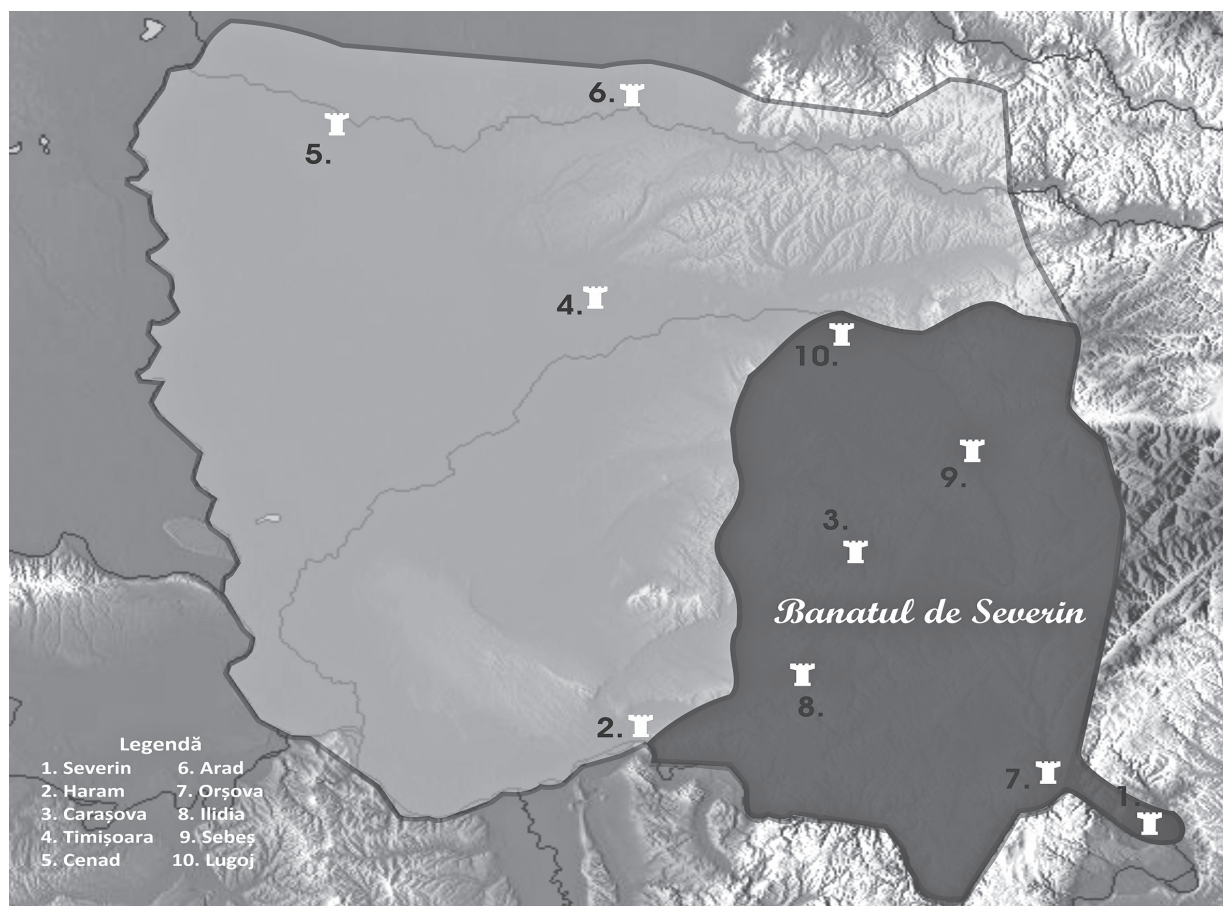 6.
5.
4.
10.
9.
3.
Banatul de Severin
8.
2.
7.
1.
Legendă
1. Severin 6. Arad
2. Haram 7. Orșova
3. Carașova 8. Ilidia
4. Timișoara 9. Sebeș
5. Cenad 10. Lugoj